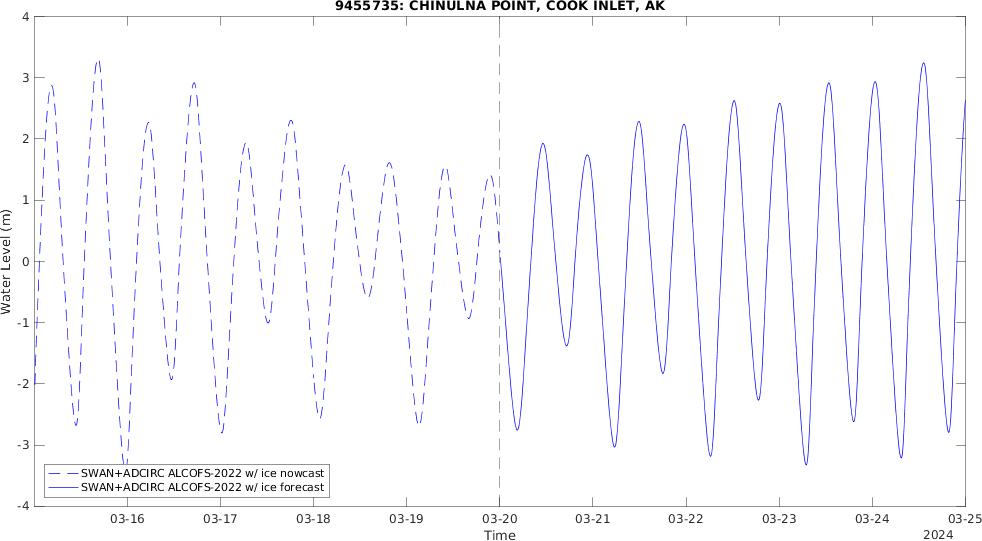 9455735: CHINULNA POINT, COOK INLET, AK
4
3
2
1
0
-1
-2
-3
-4
Water Level (m)
SWAN+ADCIRC ALCOFS-2022 w/ ice nowcast
SWAN+ADCIRC ALCOFS-2022 w/ ice forecast
03-16 03-17 03-18 03-19 03-20 03-21 03-22 03-23 03-24 03-25
Time
2024